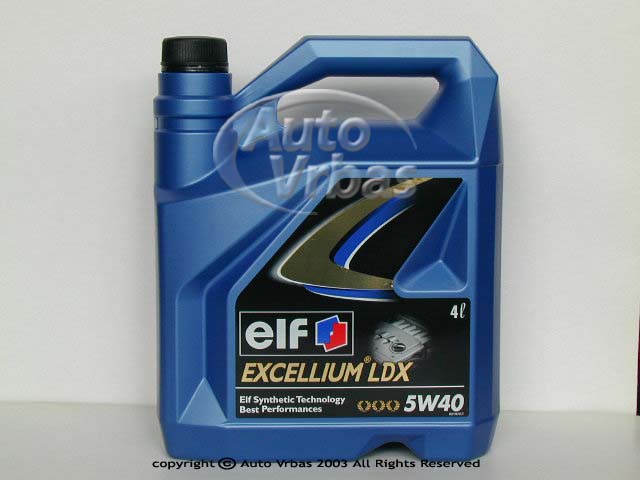 Auto
Vrbas
4ℓ
elf
EXCELLIUM® LDX
Elf Synthetic Technology
Best Performances
5W40
copyright © Auto Vrbas 2003 All Rights Reserved